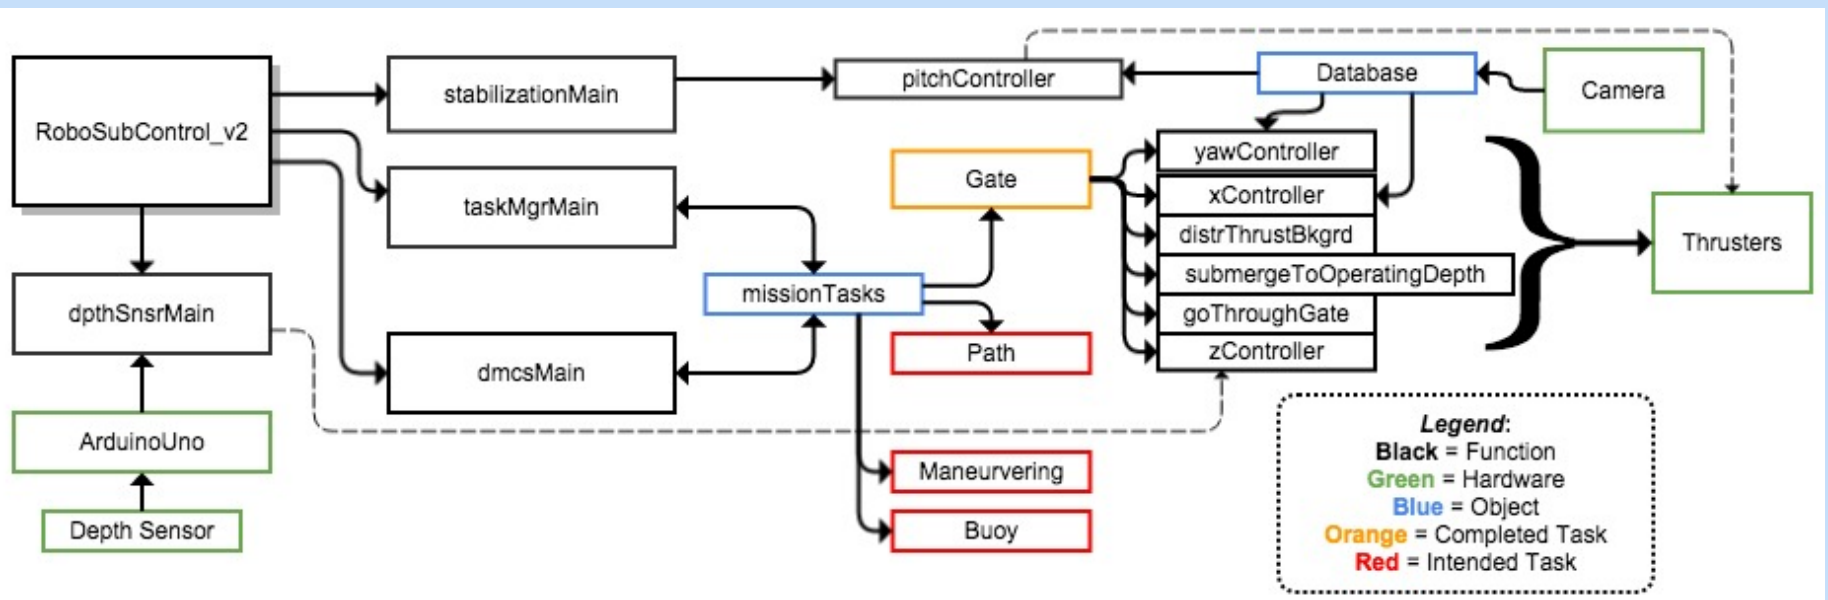 RoboSubControl_v2
stabilizationMain
pitchController
Database
Camera
taskMgrMain
Gate
yawController
xController
distrThrustBkgrd
submergeToOperatingDepth
goThroughGate
zController
Thrusters
dpthSnsrMain
missionTasks
Path
dmcsMain
ArduinoUno
Maneurvering
Depth Sensor
Buoy
Legend:
Black = Function
Green = Hardware
Blue = Object
Orange = Completed Task
Red = Intended Task